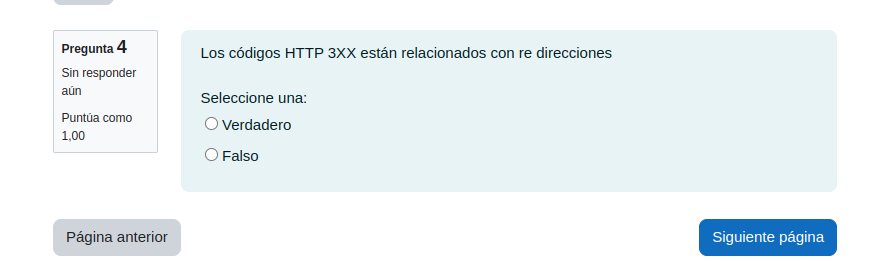 Pregunta 4
Sin responder
aún
Puntúa como
1,00
Los códigos HTTP 3XX están relacionados con re direcciones
Seleccione una:
Verdadero
Falso
Página anterior
Siguiente página